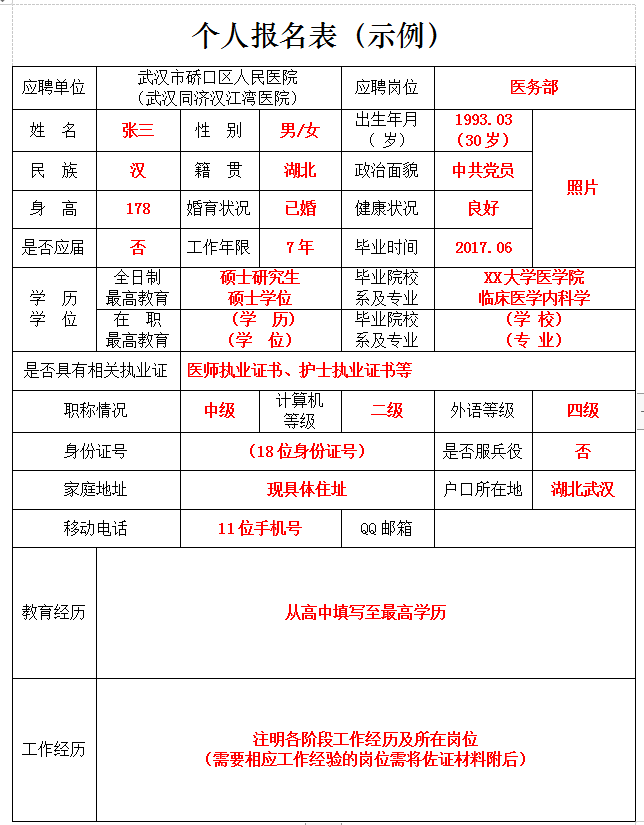 个人报名表（示例）
应聘单位
武汉市硚口区人民医院
（武汉同济汉江湾医院）
应聘岗位
医务部
姓 名
张三
性 别
男/女
出生年月
（ 岁）
1993.03
（30岁）
照片
民 族
汉
籍 贯
湖北
政治面貌
中共党员
身 高
178
婚育状况
已婚
健康状况
良好
是否应届
否
工作年限
7年
毕业时间
2017.06
学 历
学 位
全日制
最高教育
硕士研究生
硕士学位
毕业院校
系及专业
XX大学医学院
临床医学内科学
在 职
最高教育
（学 历）
（学 位）
毕业院校
系及专业
（学 校）
（专 业）
是否具有相关执业证
医师执业证书、护士执业证书等
职称情况
中级
计算机
等级
二级
外语等级
四级
身份证号
（18位身份证号）
是否服兵役
否
家庭地址
现具体住址
户口所在地
湖北武汉
移动电话
11位手机号
QQ邮箱
教育经历
从高中填写至最高学历
工作经历
注明各阶段工作经历及所在岗位
（需要相应工作经验的岗位需将佐证材料附后）